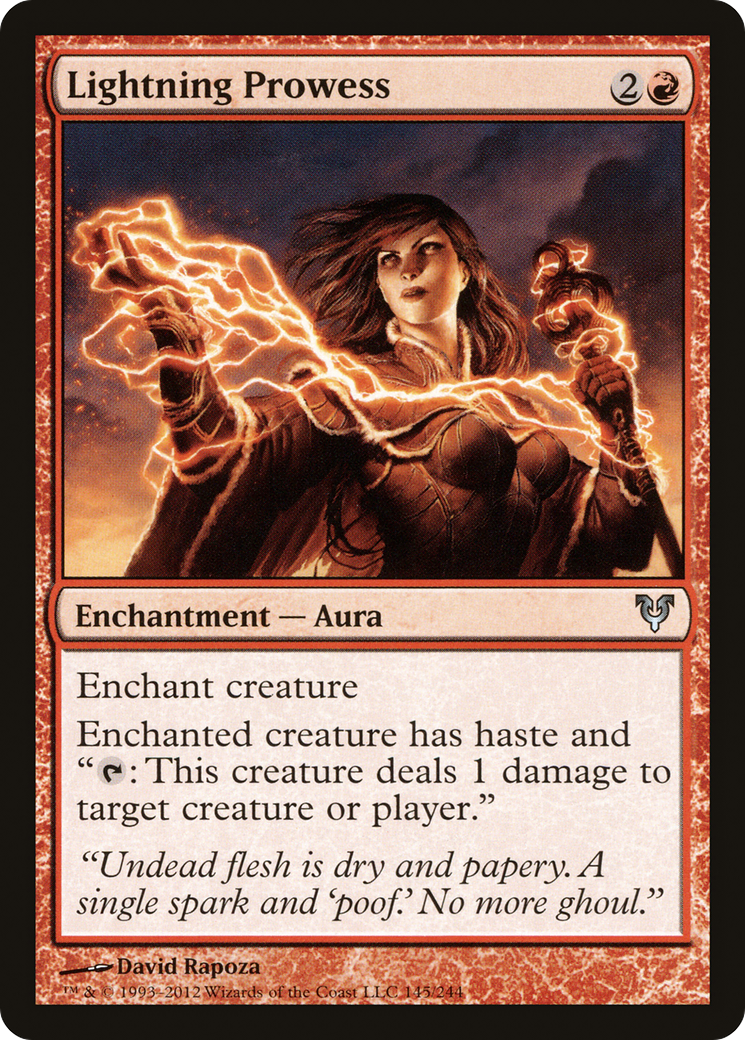 Lightning Prowess 2
Enchantment — Aura
Enchant creature
Enchanted creature has haste and
“: This creature deals 1 damage to
target creature or player.”
“Undead flesh is dry and papery. A
single spark and ‘poof.’ No more ghoul.”
David Rapoza
™ & © 1993–2012 Wizards of the Coast LLC 145/244